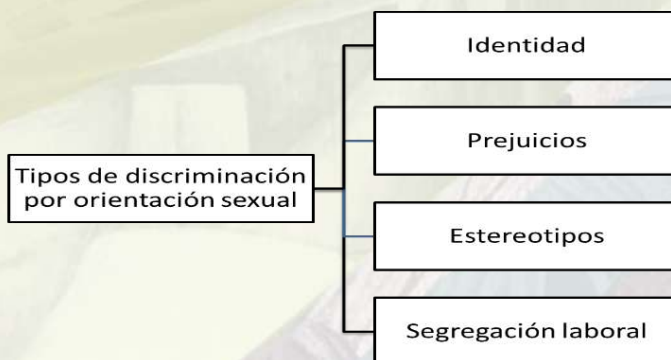 Tipos de discriminación
por orientación sexual
Identidad
Prejuicios
Estereotipos
Segregación laboral